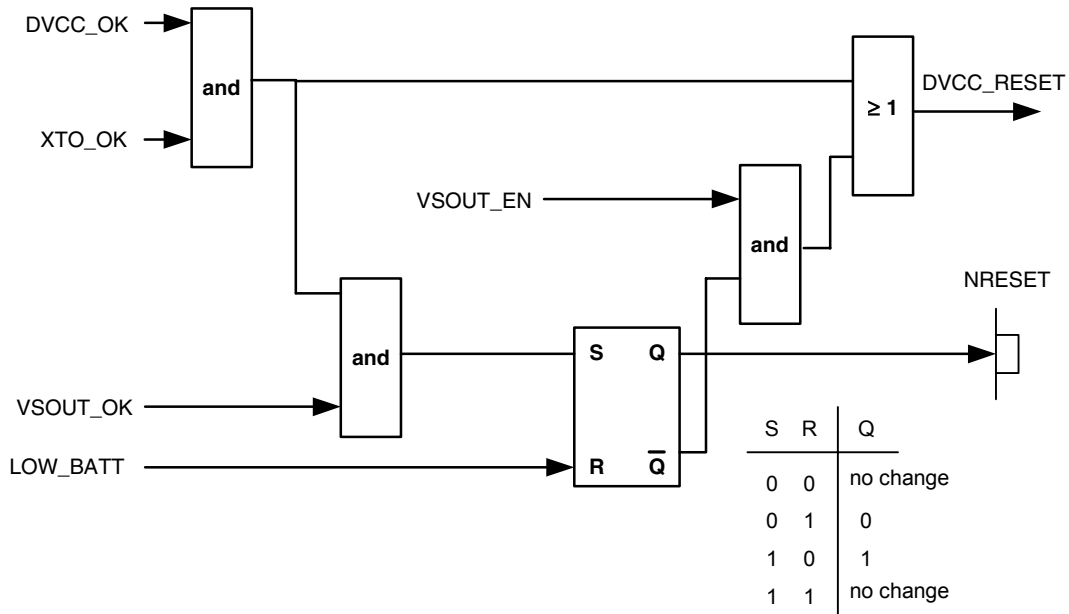 DVCC_OK
and
XTO_OK
≥ 1
DVCC_RESET
VSOUT_EN
and
NRESET
and
S Q
VSOUT_OK
LOW_BATT
R Q̅
S R Q
0 0 no change
0 1 0
1 0 1
1 1 no change